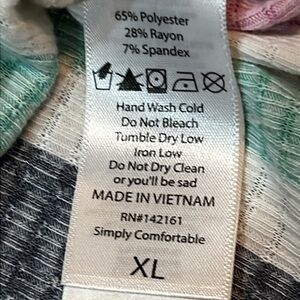 65% Polyester
28% Rayon
7% Spandex
Hand Wash Cold
Do Not Bleach
Tumble Dry Low
Iron Low
Do Not Dry Clean
or you'll be sad
MADE IN VIETNAM
RN#142161
Simply Comfortable
XL